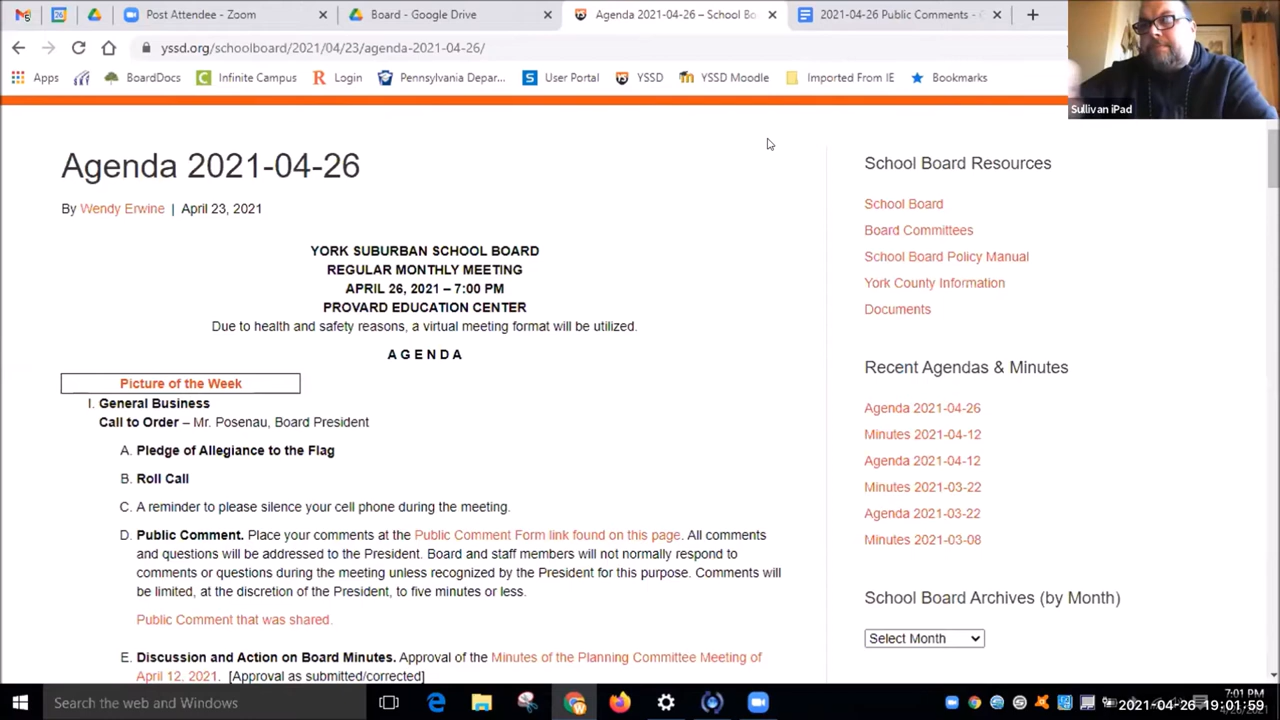 Post Attendee - Zoom
Board - Google Drive
Agenda 2021-04-26 – School Bo
2021-04-26 Public Comments -
yssd.org/schoolboard/2021/04/23/agenda-2021-04-26/
Apps
BoardDocs
Infinite Campus
Login
Pennsylvania Depar...
User Portal
YSSD
YSSD Moodle
Imported From IE
Bookmarks
Sullivan iPad
Agenda 2021-04-26
By Wendy Erwine | April 23, 2021
YORK SUBURBAN SCHOOL BOARD
REGULAR MONTHLY MEETING
APRIL 26, 2021 – 7:00 PM
PROVARD EDUCATION CENTER
Due to health and safety reasons, a virtual meeting format will be utilized.
A G E N D A
Picture of the Week
I. General Business
Call to Order – Mr. Posenau, Board President
A. Pledge of Allegiance to the Flag
B. Roll Call
C. A reminder to please silence your cell phone during the meeting.
D. Public Comment. Place your comments at the Public Comment Form link found on this page. All comments
and questions will be addressed to the President. Board and staff members will not normally respond to
comments or questions during the meeting unless recognized by the President for this purpose. Comments will
be limited, at the discretion of the President, to five minutes or less.
Public Comment that was shared.
E. Discussion and Action on Board Minutes. Approval of the Minutes of the Planning Committee Meeting of
April 12, 2021. [Approval as submitted/corrected]
School Board Resources
School Board
Board Committees
School Board Policy Manual
York County Information
Documents
Recent Agendas & Minutes
Agenda 2021-04-26
Minutes 2021-04-12
Agenda 2021-04-12
Minutes 2021-03-22
Agenda 2021-03-22
Minutes 2021-03-08
School Board Archives (by Month)
Select Month
Search the web and Windows
7:01 PM
2021-04-26 19:01:59